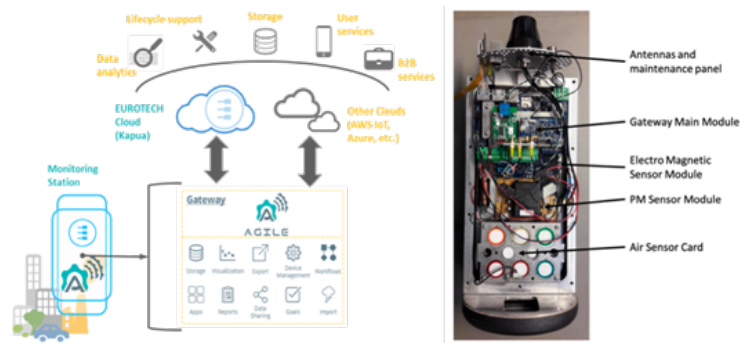 Lifecycle support
Storage
User
services
Data
analytics
B2B
services
EUROTECH
Cloud
(Kapua)
Other Clouds
(AWS IoT,
Azure, etc.)
Monitoring
Station
Gateway
AGILE
Storage
Visualization
Export
Device
Management
Workflows
Apps
Reports
Data
Sharing
Goals
Import
Antennas and
maintenance panel
Gateway Main Module
Electro Magnetic
Sensor Module
PM Sensor Module
Air Sensor Card